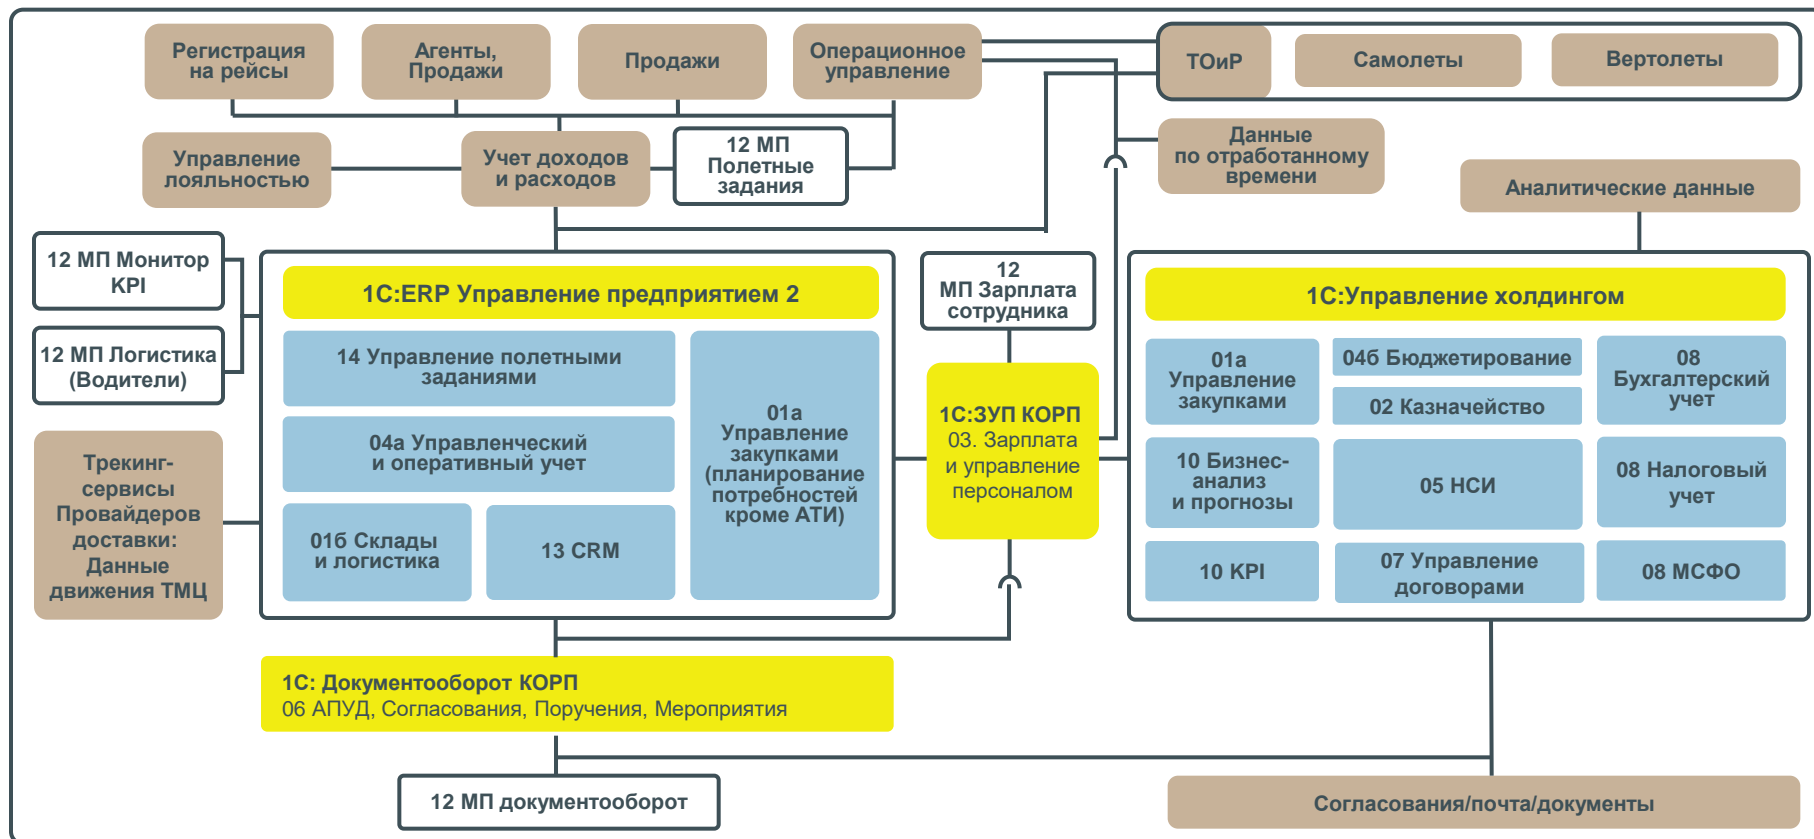 Регистрация
на рейсы
Агенты,
Продажи
Продажи
Операционное
управление
ТОиР
Самолеты
Вертолеты
Управление
лояльностью
Учет доходов
и расходов
12 МП
Полетные
задания
Данные
по отработанному
времени
Аналитические данные
12 МП Монитор
KPI
12 МП Логистика
(Водители)
Трекинг-
сервисы
Провайдеров
доставки:
Данные
движения ТМЦ
1С:ERP Управление предприятием 2
14 Управление полетными
заданиями
04а Управленческий
и оперативный учет
01б Склады
и логистика
13 CRM
01а
Управление
закупками
(планирование
потребностей
кроме АТИ)
12
МП Зарплата
сотрудника
1С:ЗУП КОРП
03. Зарплата
и управление
персоналом
1С:Управление холдингом
01а
Управление
закупками
04б Бюджетирование
02 Казначейство
08
Бухгалтерский
учет
10 Бизнес-
анализ
и прогнозы
05 НСИ
08 Налоговый
учет
10 KPI
07 Управление
договорами
08 МСФО
1С: Документооборот КОРП
06 АПУД, Согласования, Поручения, Мероприятия
12 МП документооборот
Согласования/почта/документы